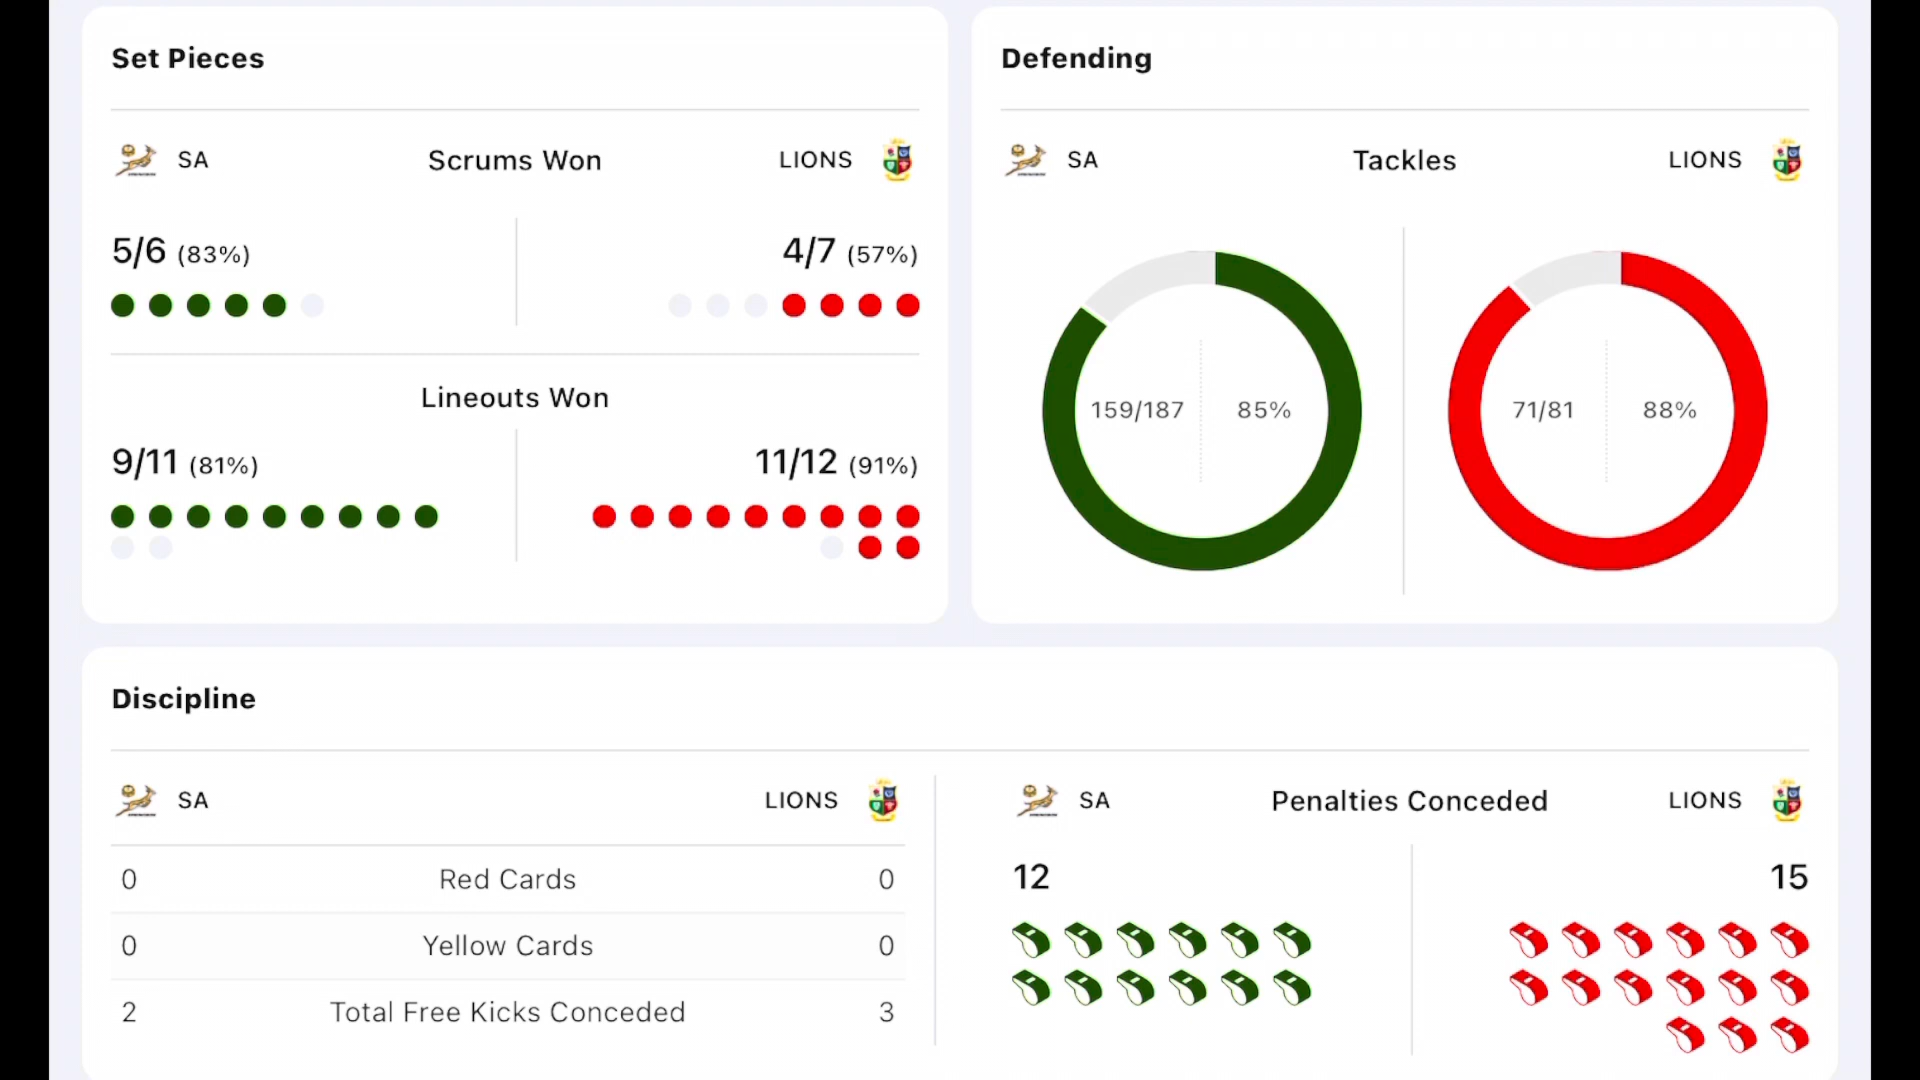 Set Pieces
SA Scrums Won LIONS
5/6 (83%) 4/7 (57%)
Lineouts Won
9/11 (81%) 11/12 (91%)
Defending
SA Tackles LIONS
159/187 85% 71/81 88%
Discipline
SA LIONS
0 Red Cards 0
0 Yellow Cards 0
2 Total Free Kicks Conceded 3
SA Penalties Conceded LIONS
12 15